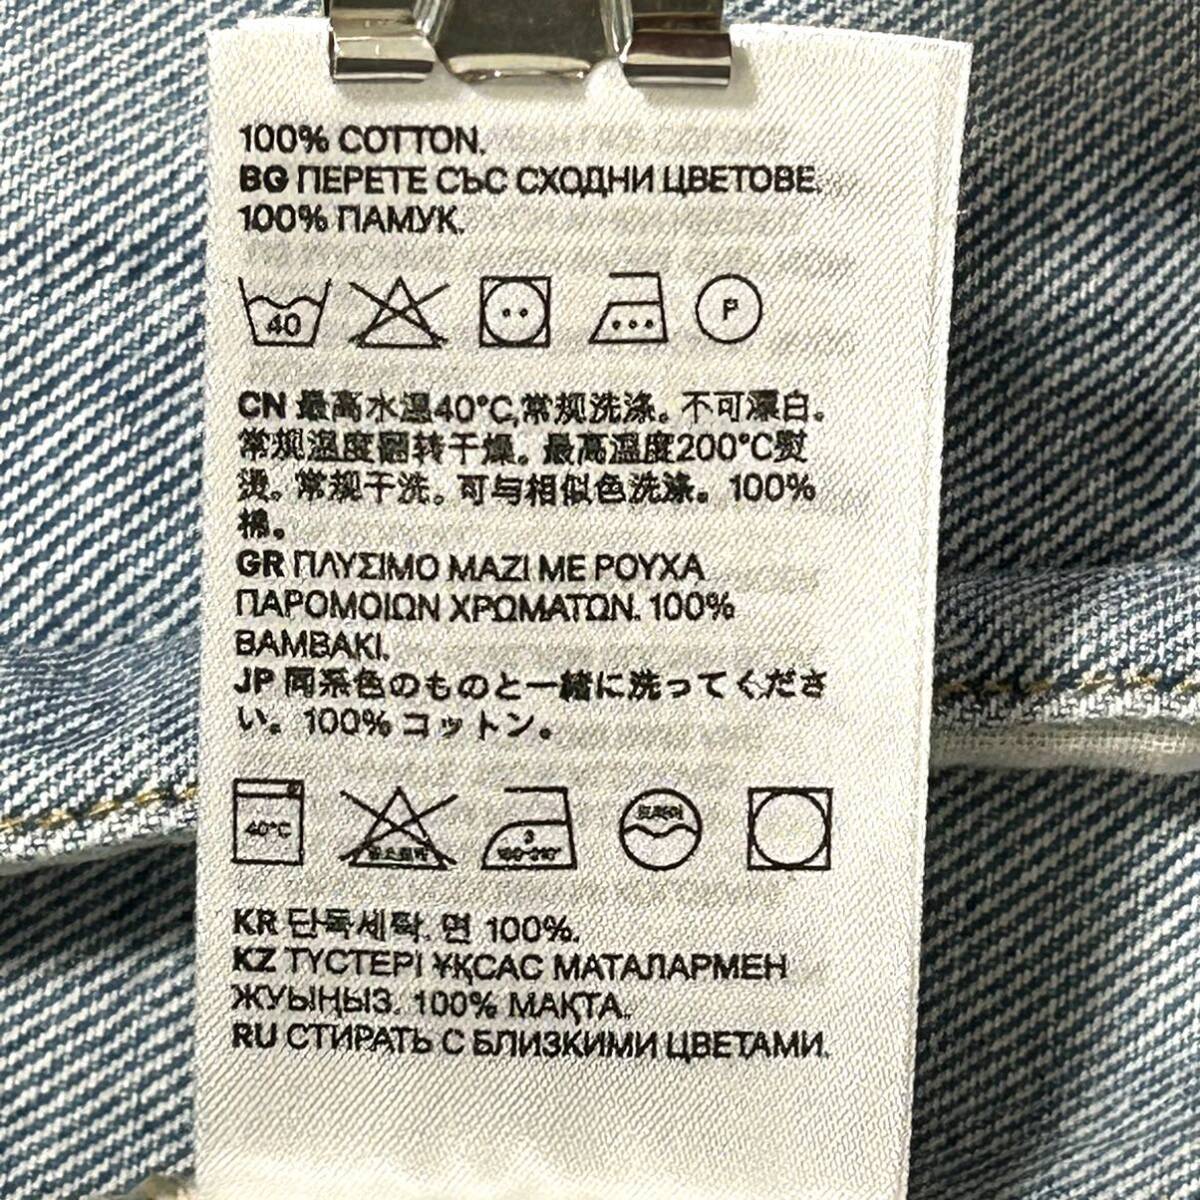 100% COTTON.
BG ПЕРЕТЕ СЪС СХОДНИ ЦВЕТОВЕ.
100% ПАМУК.
40 P
CN 最高水温40°C,常规洗涤。不可漂白。
常规温度翻转干燥。最高温度200°C熨
烫。常规干洗。可与相似色洗涤。100%
棉。
GR ΠΛΥΣΙΜΟ ΜΑΖΙ ΜΕ ΡΟΥΧΑ
ΠΑΡΟΜΟΙΩΝ ΧΡΩΜΑΤΩΝ. 100%
ΒΑΜΒΑΚΙ.
JP 同系色のものと一緒に洗ってくださ
い。100% コットン。
40°C 3
KR 단독세탁. 면 100%.
KZ ТҮСТЕРІ ҰҚСАС МАТАЛАРМЕН
ЖУЫҢЫЗ. 100% МАҚТА.
RU СТИРАТЬ С БЛИЗКИМИ ЦВЕТАМИ.